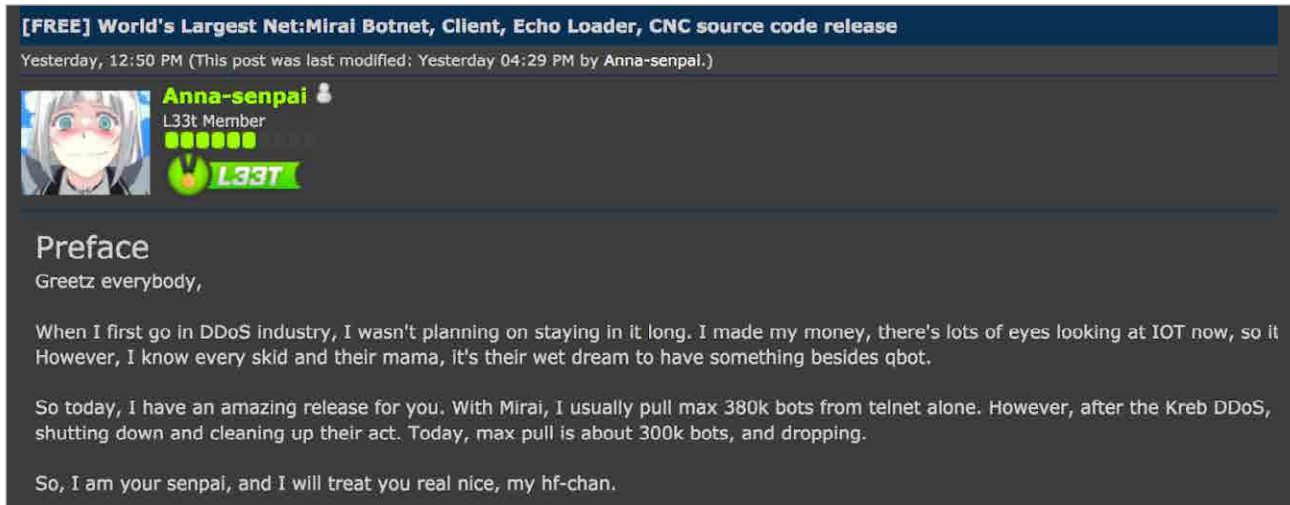 [FREE] World's Largest Net:Mirai Botnet, Client, Echo Loader, CNC source code release
Yesterday, 12:50 PM (This post was last modified: Yesterday 04:29 PM by Anna-senpai.)
Anna-senpai
L33t Member
L33T
Preface
Greetz everybody,
When I first go in DDoS industry, I wasn't planning on staying in it long. I made my money, there's lots of eyes looking at IOT now, so it
However, I know every skid and their mama, it's their wet dream to have something besides qbot.
So today, I have an amazing release for you. With Mirai, I usually pull max 380k bots from telnet alone. However, after the Kreb DDoS,
shutting down and cleaning up their act. Today, max pull is about 300k bots, and dropping.
So, I am your senpai, and I will treat you real nice, my hf-chan.